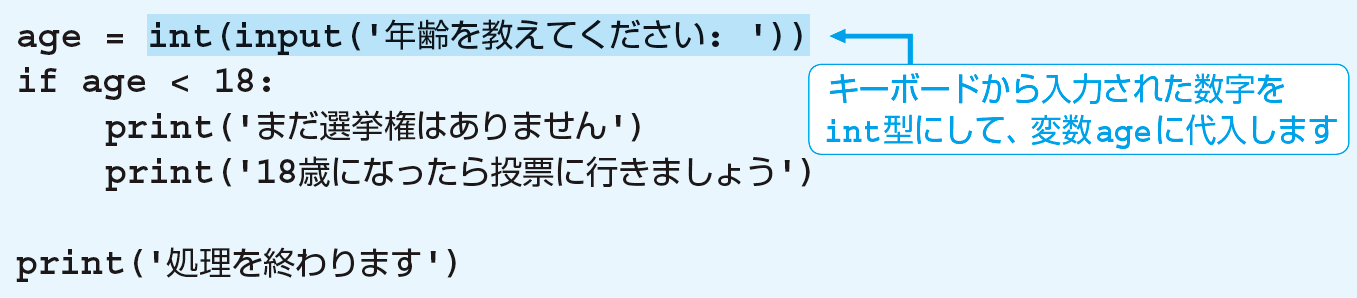 age = int(input('年齢を教えてください: '))
if age < 18:
    print('まだ選挙権はありません')
    print('18歳になったら投票に行きましょう')
print('処理を終わります')
キーボードから入力された数字を
int型にして、変数ageに代入します